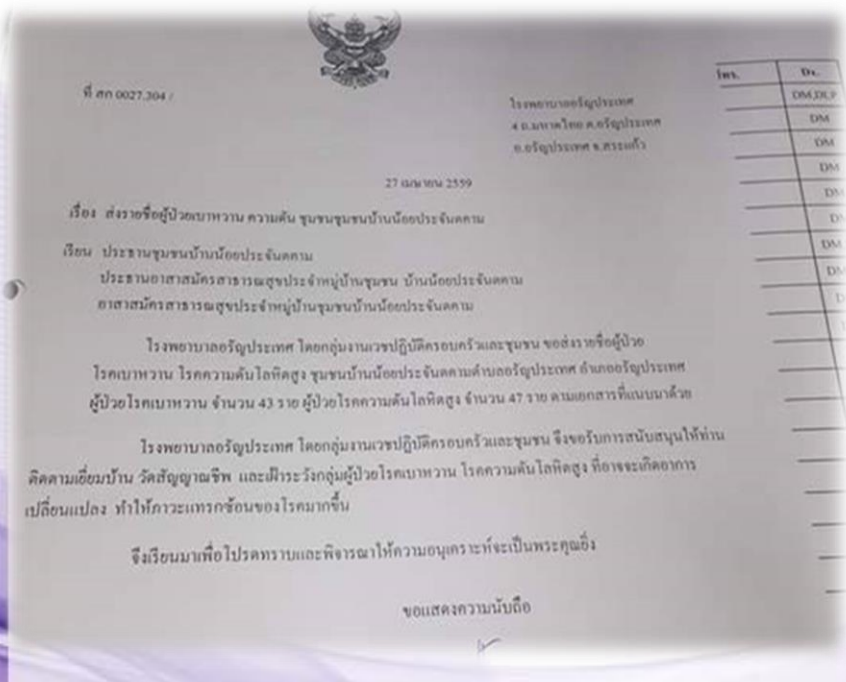 ที่ สก 0027.304 /
โรงพยาบาลอรัญประเทศ
4 ถ.มหาดไทย ต.อรัญประเทศ
อ.อรัญประเทศ จ.สระแก้ว
27 เมษายน 2559
เรื่อง ส่งรายชื่อผู้ป่วยเบาหวาน ความดัน ชุมชนชุมชนบ้านน้อยประจันตคาม
เรียน ประธานชุมชนบ้านน้อยประจันตคาม
ประธานอาสาสมัครสาธารณสุขประจำหมู่บ้านชุมชน บ้านน้อยประจันตคาม
อาสาสมัครสาธารณสุขประจำหมู่บ้านชุมชนบ้านน้อยประจันตคาม
โรงพยาบาลอรัญประเทศ โดยกลุ่มงานเวชปฏิบัติครอบครัวและชุมชน ขอส่งรายชื่อผู้ป่วย
โรคเบาหวาน โรคความดันโลหิตสูง ชุมชนบ้านน้อยประจันตคามตำบลอรัญประเทศ อำเภออรัญประเทศ
ผู้ป่วยโรคเบาหวาน จำนวน 43 ราย ผู้ป่วยโรคความดันโลหิตสูง จำนวน 47 ราย ตามเอกสารที่แนบมาด้วย
โรงพยาบาลอรัญประเทศ โดยกลุ่มงานเวชปฏิบัติครอบครัวและชุมชน จึงขอรับการสนับสนุนให้ท่าน
ติดตามเยี่ยมบ้าน วัดสัญญาณชีพ และเฝ้าระวังกลุ่มผู้ป่วยโรคเบาหวาน โรคความดันโลหิตสูง ที่อาจจะเกิดอาการ
เปลี่ยนแปลง ทำให้ภาวะแทรกซ้อนของโรคมากขึ้น
จึงเรียนมาเพื่อโปรดทราบและพิจารณาให้ความอนุเคราะห์จะเป็นพระคุณยิ่ง
ขอแสดงความนับถือ
โทร. Dx.
DM,DLP
DM
DM
DM
DM
DM
DM